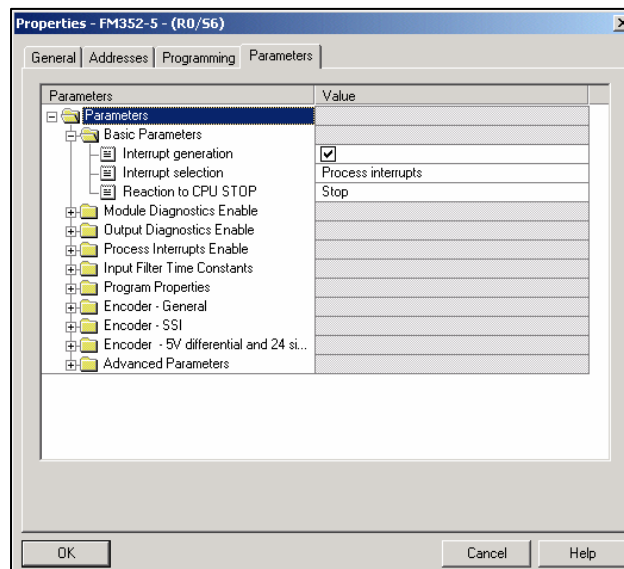 Properties - FM352-5 - (R0/S6)
General Addresses Programming Parameters
Parameters Value
Parameters
Basic Parameters
Interrupt generation
Interrupt selection Process interrupts
Reaction to CPU STOP Stop
Module Diagnostics Enable
Output Diagnostics Enable
Process Interrupts Enable
Input Filter Time Constants
Program Properties
Encoder - General
Encoder - SSI
Encoder - 5V differential and 24 si...
Advanced Parameters
OK Cancel Help